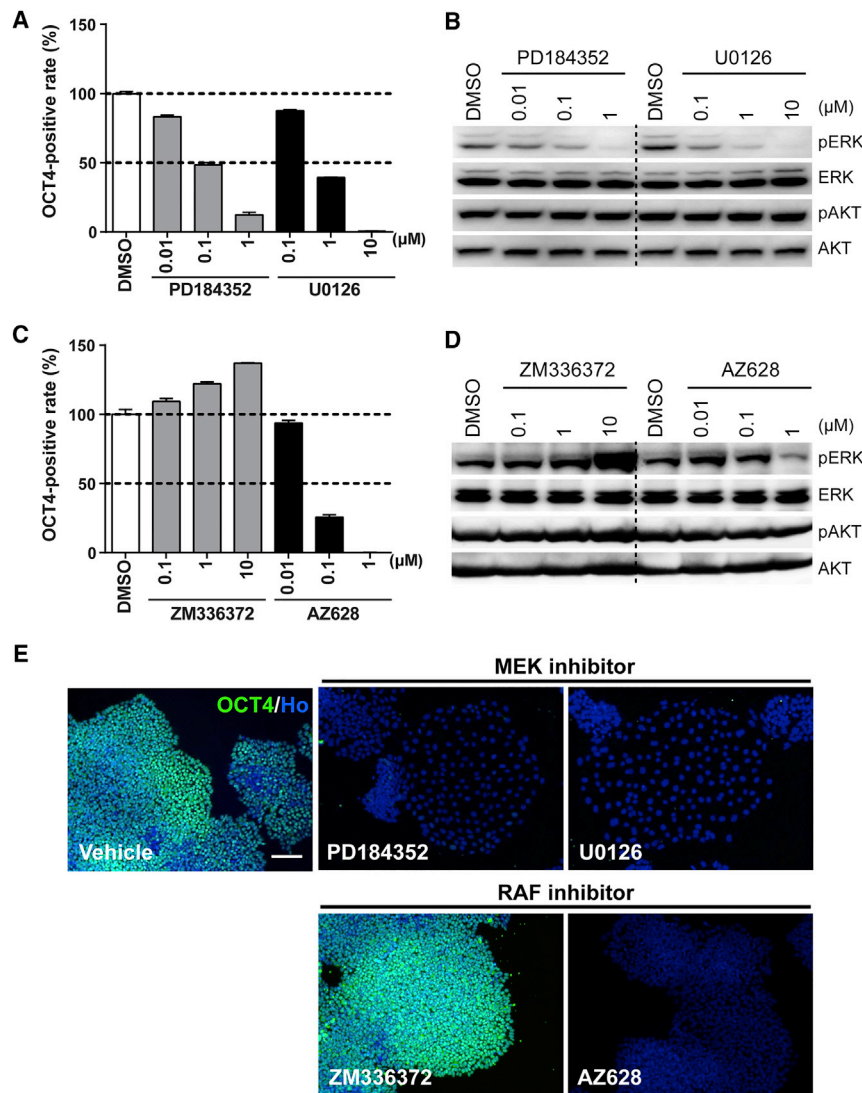 A
OCT4-positive rate (%)
150
100
50
0
DMSO
0.01
0.1
1
0.1
1
10
(µM)
PD184352
U0126
B
PD184352
U0126
DMSO
0.01
0.1
1
DMSO
0.1
1
10
(µM)
pERK
ERK
pAKT
AKT
C
OCT4-positive rate (%)
150
100
50
0
DMSO
0.1
1
10
0.01
0.1
1
(µM)
ZM336372
AZ628
D
ZM336372
AZ628
DMSO
0.1
1
10
DMSO
0.01
0.1
1
(µM)
pERK
ERK
pAKT
AKT
E
MEK inhibitor
OCT4/Ho
Vehicle
PD184352
U0126
RAF inhibitor
ZM336372
AZ628